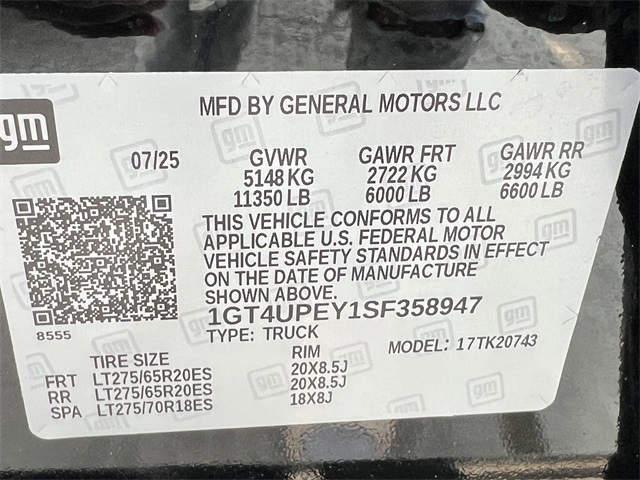 gm
MFD BY GENERAL MOTORS LLC
07/25 GVWR GAWR FRT GAWR RR
5148 KG 2722 KG 2994 KG
11350 LB 6000 LB 6600 LB
THIS VEHICLE CONFORMS TO ALL
APPLICABLE U.S. FEDERAL MOTOR
VEHICLE SAFETY STANDARDS IN EFFECT
ON THE DATE OF MANUFACTURE
SHOWN ABOVE.
8555 1GT4UPEY1SF358947
TYPE: TRUCK MODEL: 17TK20743
TIRE SIZE RIM
FRT LT275/65R20ES 20X8.5J
RR LT275/65R20ES 20X8.5J
SPA LT275/70R18ES 18X8J